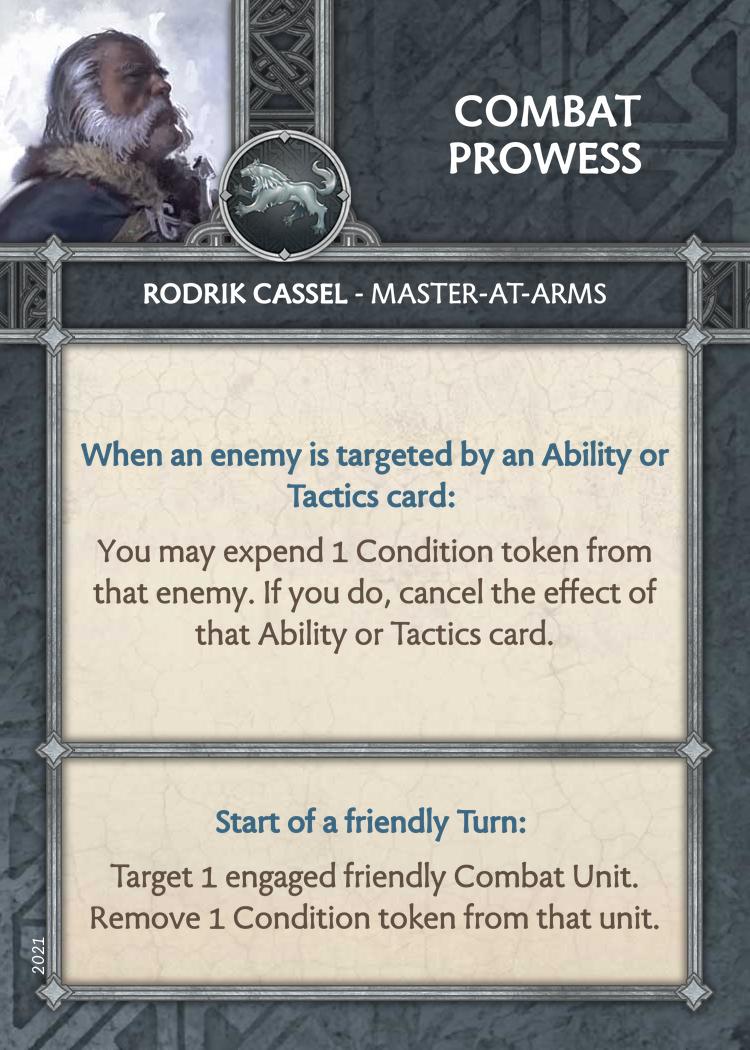 COMBAT
PROWESS
RODRIK CASSEL - MASTER-AT-ARMS
When an enemy is targeted by an Ability or
Tactics card:
You may expend 1 Condition token from
that enemy. If you do, cancel the effect of
that Ability or Tactics card.
Start of a friendly Turn:
Target 1 engaged friendly Combat Unit.
Remove 1 Condition token from that unit.
2021